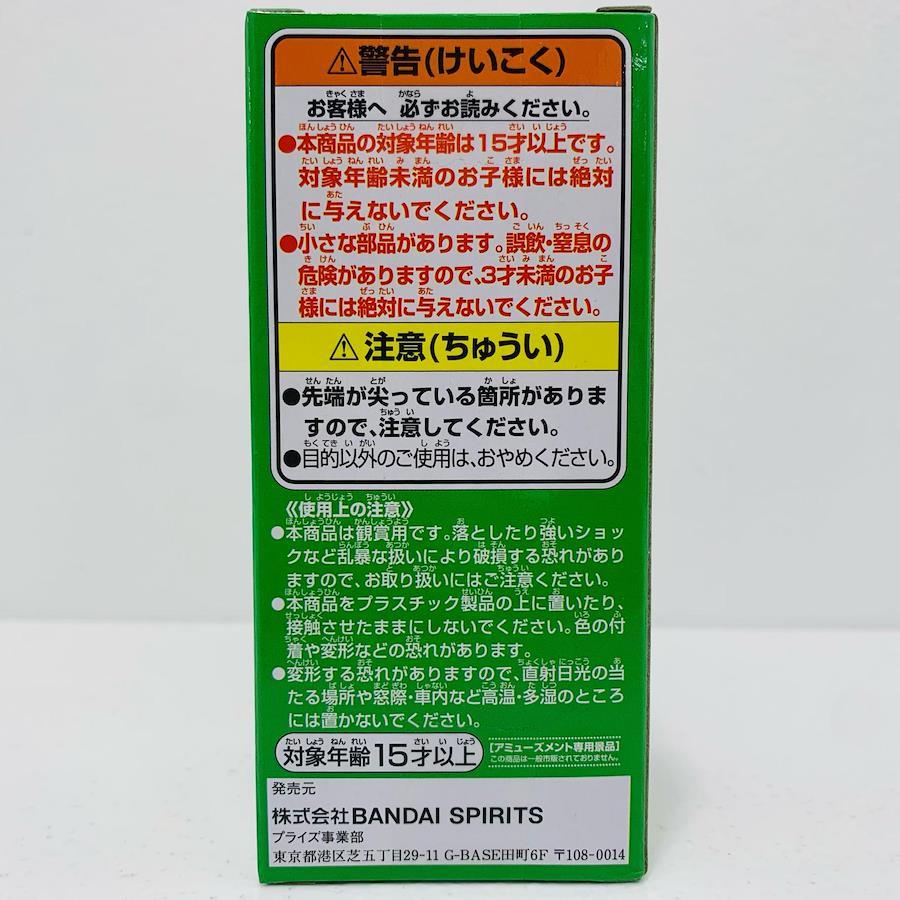 ⚠警告(けいこく)
お客様へ 必ずお読みください。
●本商品の対象年齢は15才以上です。
対象年齢未満のお子様には絶対
に与えないでください。
●小さな部品があります。誤飲・窒息の
危険がありますので、3才未満のお子
様には絶対に与えないでください。
⚠注意(ちゅうい)
●先端が尖っている箇所がありま
すので、注意してください。
●目的以外のご使用は、おやめください。
《使用上の注意》
●本商品は観賞用です。落としたり強いショッ
クなど乱暴な扱いにより破損する恐れがあり
ますので、お取り扱いにはご注意ください。
●本商品をプラスチック製品の上に置いたり、
接触させたままにしないでください。色の付
着や変形などの恐れがあります。
●変形する恐れがありますので、直射日光の当
たる場所や窓際・車内など高温・多湿のところ
には置かないでください。
対象年齢15才以上
[アミューズメント専用景品]
この商品は一般市販されておりません。
発売元
株式会社BANDAI SPIRITS
プライズ事業部
東京都港区芝五丁目29-11 G-BASE田町6F 〒108-0014